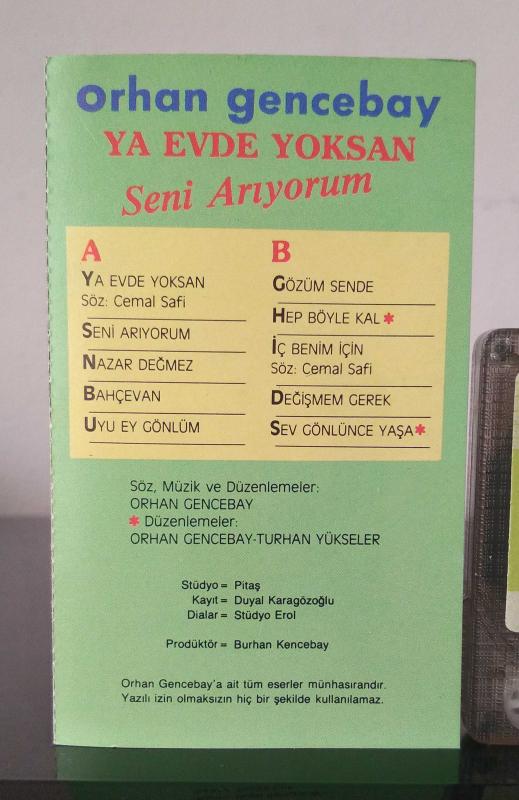 orhan gencebay
YA EVDE YOKSAN
Seni Arıyorum
A
YA EVDE YOKSAN
Söz: Cemal Safi
SENİ ARIYORUM
NAZAR DEĞMEZ
BAHÇEVAN
UYU EY GÖNLÜM
B
GÖZÜM SENDE
HEP BÖYLE KAL *
İÇ BENİM İÇİN
Söz: Cemal Safi
DEĞİŞMEM GEREK
SEV GÖNLÜNCE YAŞA *
Söz, Müzik ve Düzenlemeler:
ORHAN GENCEBAY
* Düzenlemeler:
ORHAN GENCEBAY-TURHAN YÜKSELER
Stüdyo = Pitaş
Kayıt = Duyal Karagözoğlu
Dialar = Stüdyo Erol
Prodüktör = Burhan Kencebay
Orhan Gencebay'a ait tüm eserler münhasırandır.
Yazılı izin olmaksızın hiç bir şekilde kullanılamaz.